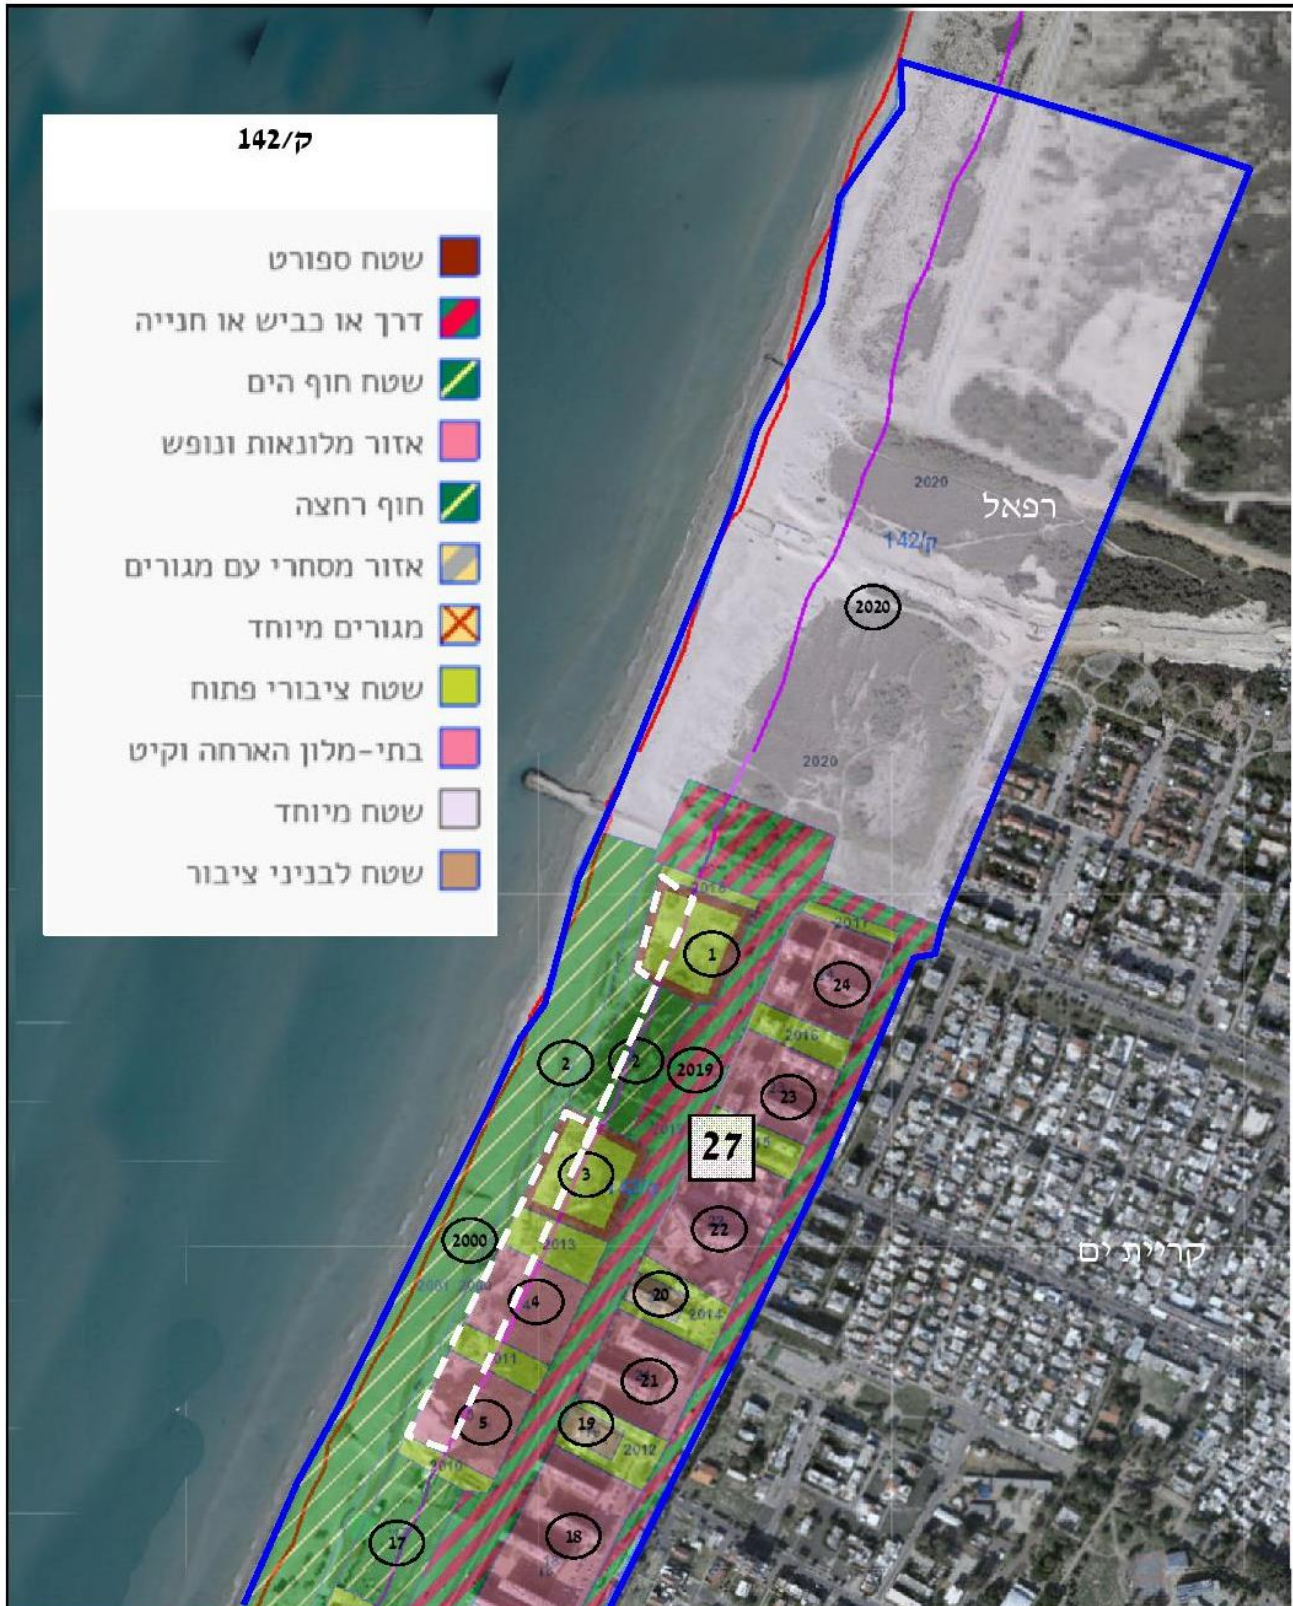 ק/142
שטח ספורט
דרך או כביש או חנייה
שטח חוף הים
אזור מלונאות ונופש
חוף רחצה
אזור מסחרי עם מגורים
מגורים מיוחד
שטח ציבורי פתוח
בתי-מלון הארחה וקיט
שטח מיוחד
שטח לבניני ציבור
2020
רפאל
ק/142
2020
2020
1
24
2016
2
2
2019
23
27
3
22
2000
2013
קריית ים
20
4
2014
21
5
19
2012
2010
17
18